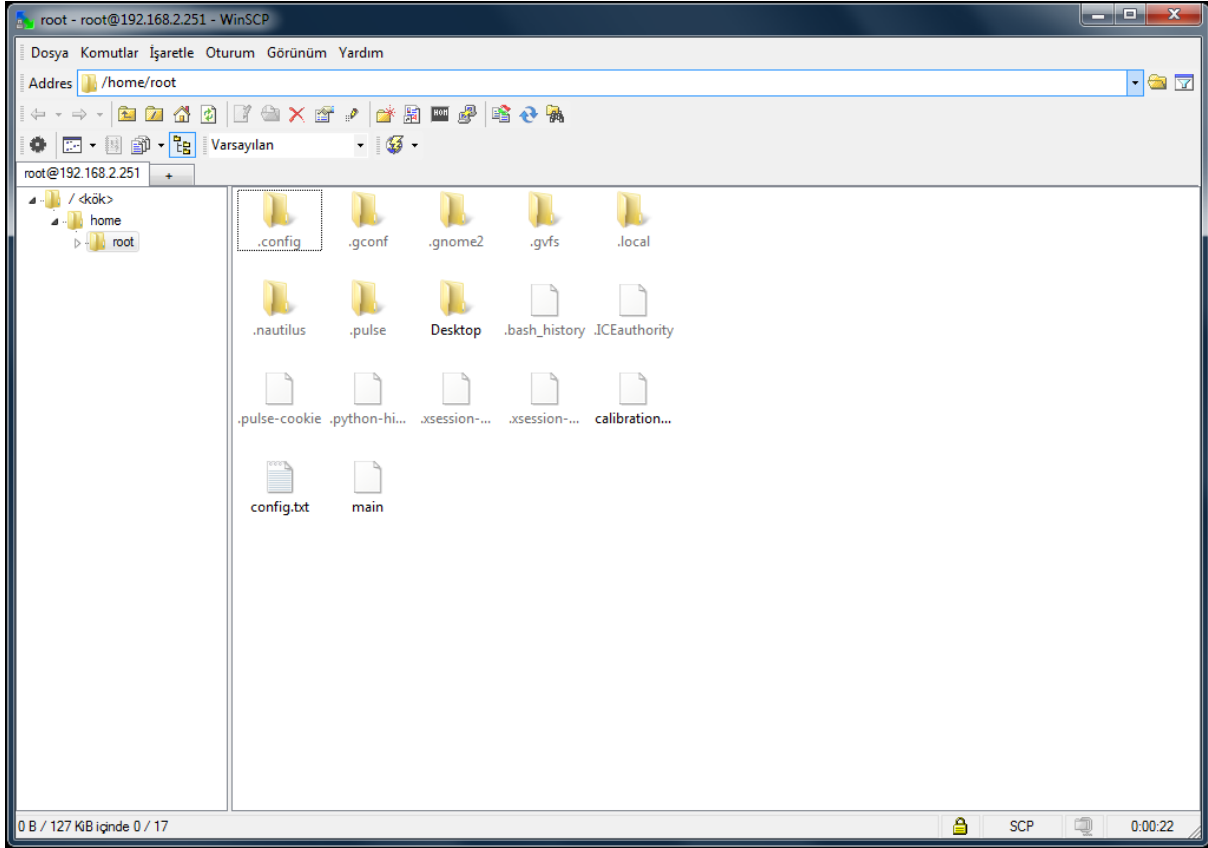 root - root@192.168.2.251 - WinSCP
Dosya Komutlar İşaretle Oturum Görünüm Yardım
Addres /home/root
Varsayılan
root@192.168.2.251 +
/ <kök>
home
root
.config .gconf .gnome2 .gvfs .local
.nautilus .pulse Desktop .bash_history .ICEauthority
.pulse-cookie .python-hi... .xsession-... .xsession-... calibration...
config.txt main
0 B / 127 KiB içinde 0 / 17 SCP 0:00:22